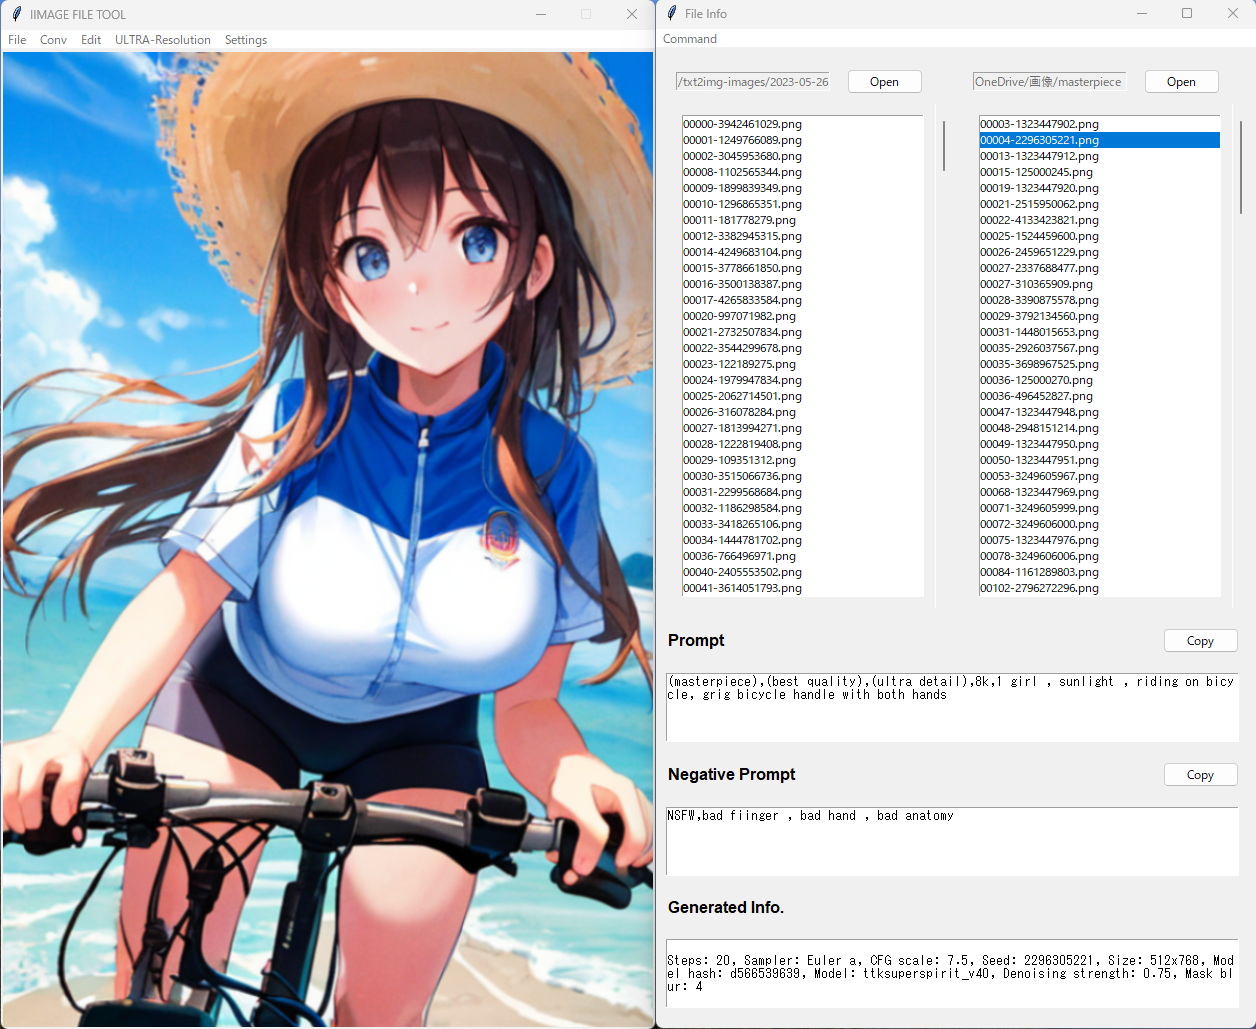 IIMAGE FILE TOOL
File Conv Edit ULTRA-Resolution Settings
File Info
Command
/txt2img-images/2023-05-26 Open
OneDrive/画像/masterpiece Open
00000-3942461029.png
00001-1249766089.png
00002-3045953680.png
00008-1102565344.png
00009-1899839349.png
00010-1296865351.png
00011-181778279.png
00012-3382945315.png
00014-4249683104.png
00015-3778661850.png
00016-3500138387.png
00017-4265833584.png
00020-997071982.png
00021-2732507834.png
00022-3544299678.png
00023-122189275.png
00024-1979947834.png
00025-2062714501.png
00026-316078284.png
00027-1813994271.png
00028-1222819408.png
00029-109351312.png
00030-3515066736.png
00031-2299568684.png
00032-1186298584.png
00033-3418265106.png
00034-1444781702.png
00036-766496971.png
00040-2405553502.png
00041-3614051793.png
00003-1323447902.png
00004-2296305221.png
00013-1323447912.png
00015-125000245.png
00019-1323447920.png
00021-2515950062.png
00022-4133423821.png
00025-1524459600.png
00026-2459651229.png
00027-2337688477.png
00027-310365909.png
00028-3390875578.png
00029-3792134560.png
00031-1448015653.png
00035-2926037567.png
00035-3698967525.png
00036-125000270.png
00036-496452827.png
00047-1323447948.png
00048-2948151214.png
00049-1323447950.png
00050-1323447951.png
00053-3249605967.png
00068-1323447969.png
00071-3249605999.png
00072-3249606000.png
00075-1323447976.png
00078-3249606006.png
00084-1161289803.png
00102-2796272296.png
Prompt Copy
(masterpiece),(best quality),(ultra detail),8k,1 girl , sunlight , riding on bicy
cle, grig bicycle handle with both hands
Negative Prompt Copy
NSFW,bad fiinger , bad hand , bad anatomy
Generated Info.
Steps: 20, Sampler: Euler a, CFG scale: 7.5, Seed: 2296305221, Size: 512x768, Mod
el hash: d566539639, Model: ttksuperspirit_v40, Denoising strength: 0.75, Mask bl
ur: 4